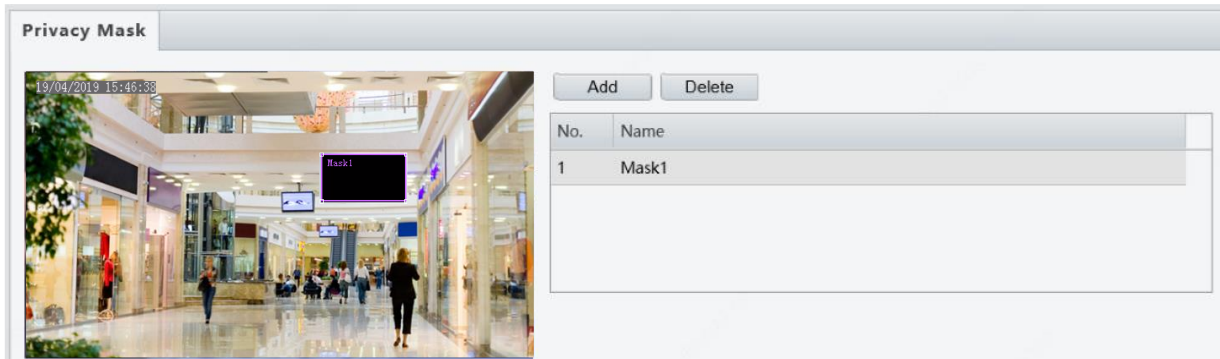 Privacy Mask
19/04/2019 15:46:38
Mask1
Add Delete
No. Name
1 Mask1